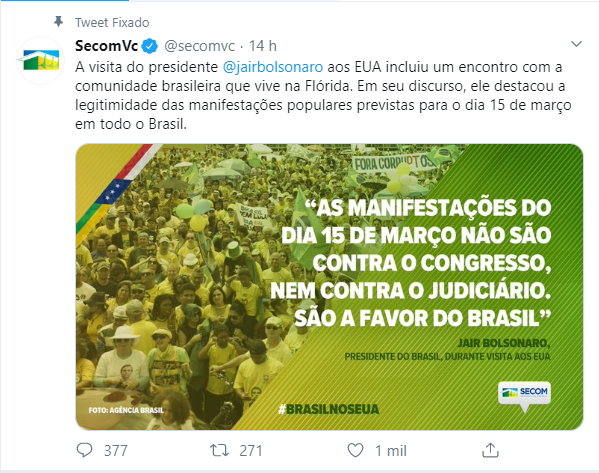 Tweet Fixado
SecomVc @secomvc · 14 h
A visita do presidente @jairbolsonaro aos EUA incluiu um encontro com a
comunidade brasileira que vive na Flórida. Em seu discurso, ele destacou a
legitimidade das manifestações populares previstas para o dia 15 de março
em todo o Brasil.
FORA CORRUPTOS
"AS MANIFESTAÇÕES DO
DIA 15 DE MARÇO NÃO SÃO
CONTRA O CONGRESSO,
NEM CONTRA O JUDICIÁRIO.
SÃO A FAVOR DO BRASIL"
JAIR BOLSONARO,
PRESIDENTE DO BRASIL, DURANTE VISITA AOS EUA
SECOM
FOTO: AGÊNCIA BRASIL
#BRASILNOSEUA
377 271 1 mil